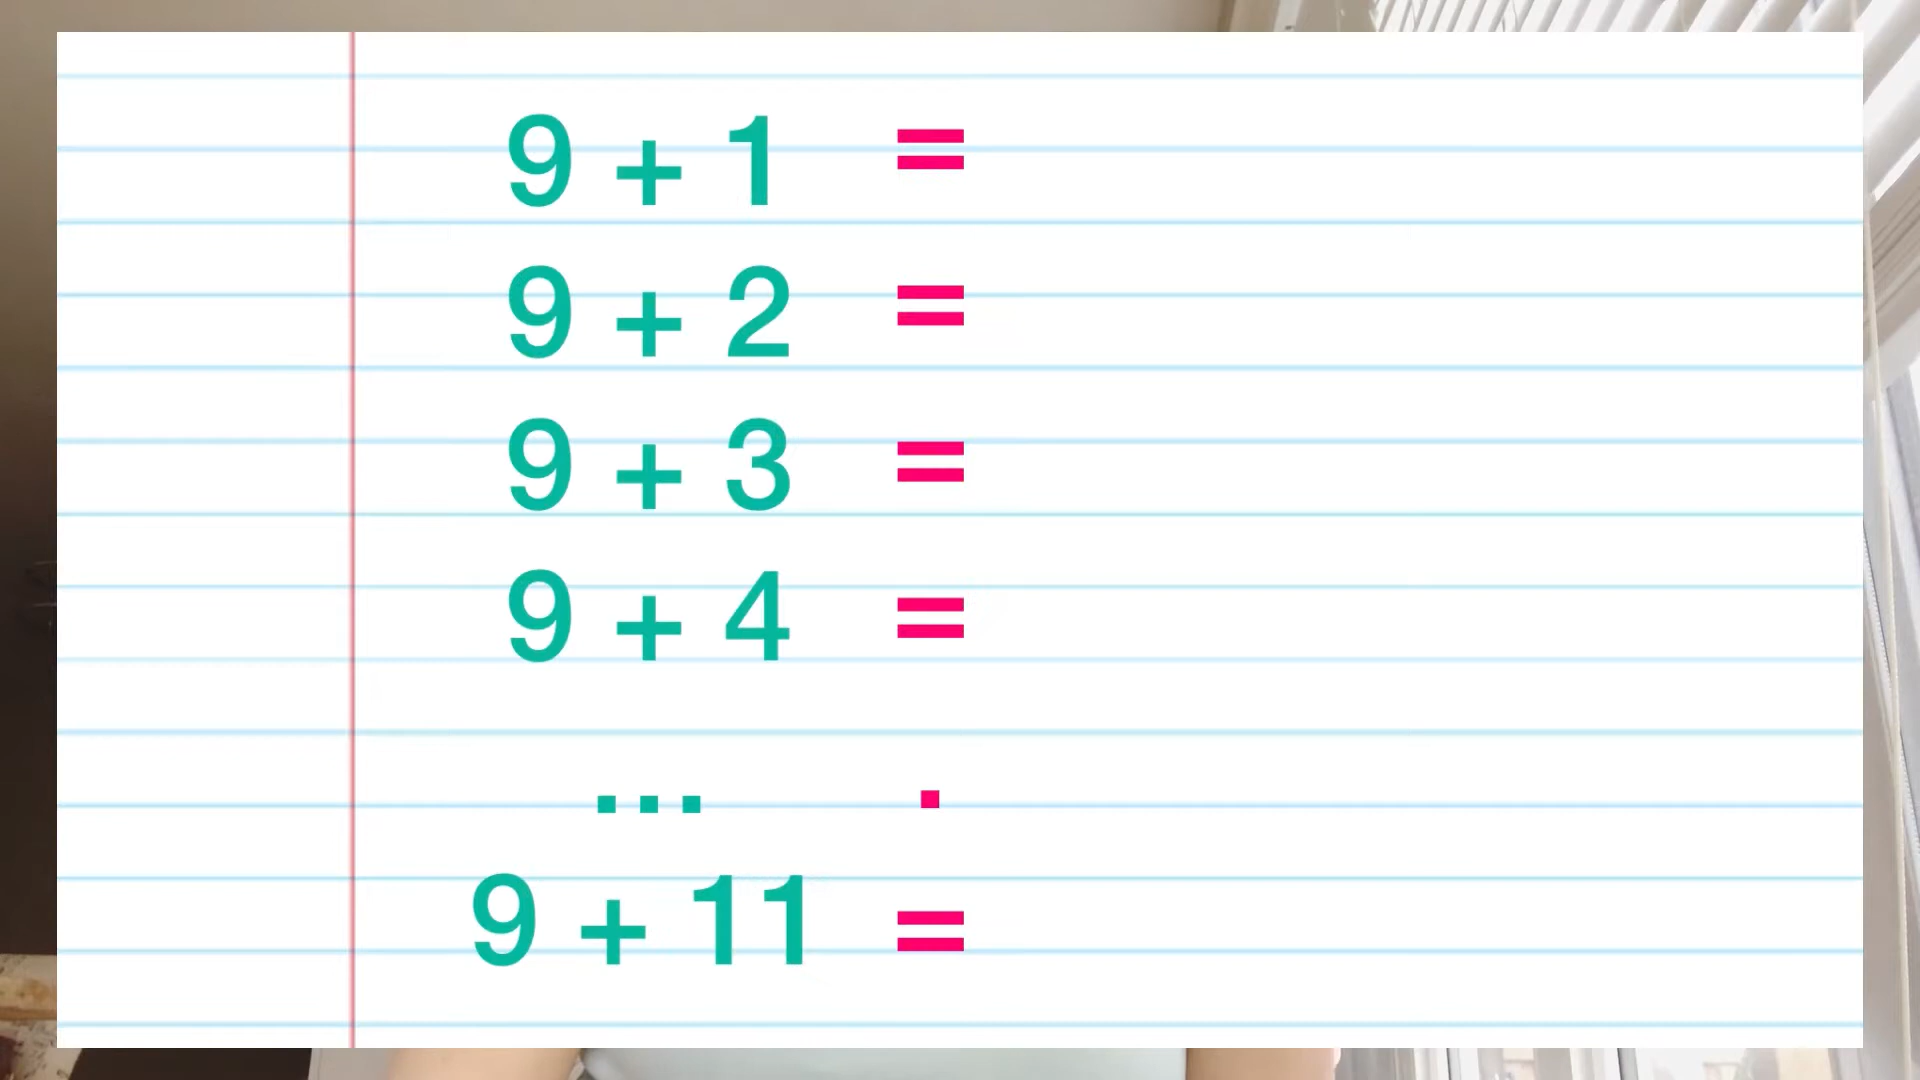 9 + 1 =
9 + 2 =
9 + 3 =
9 + 4 =
... .
9 + 11 =